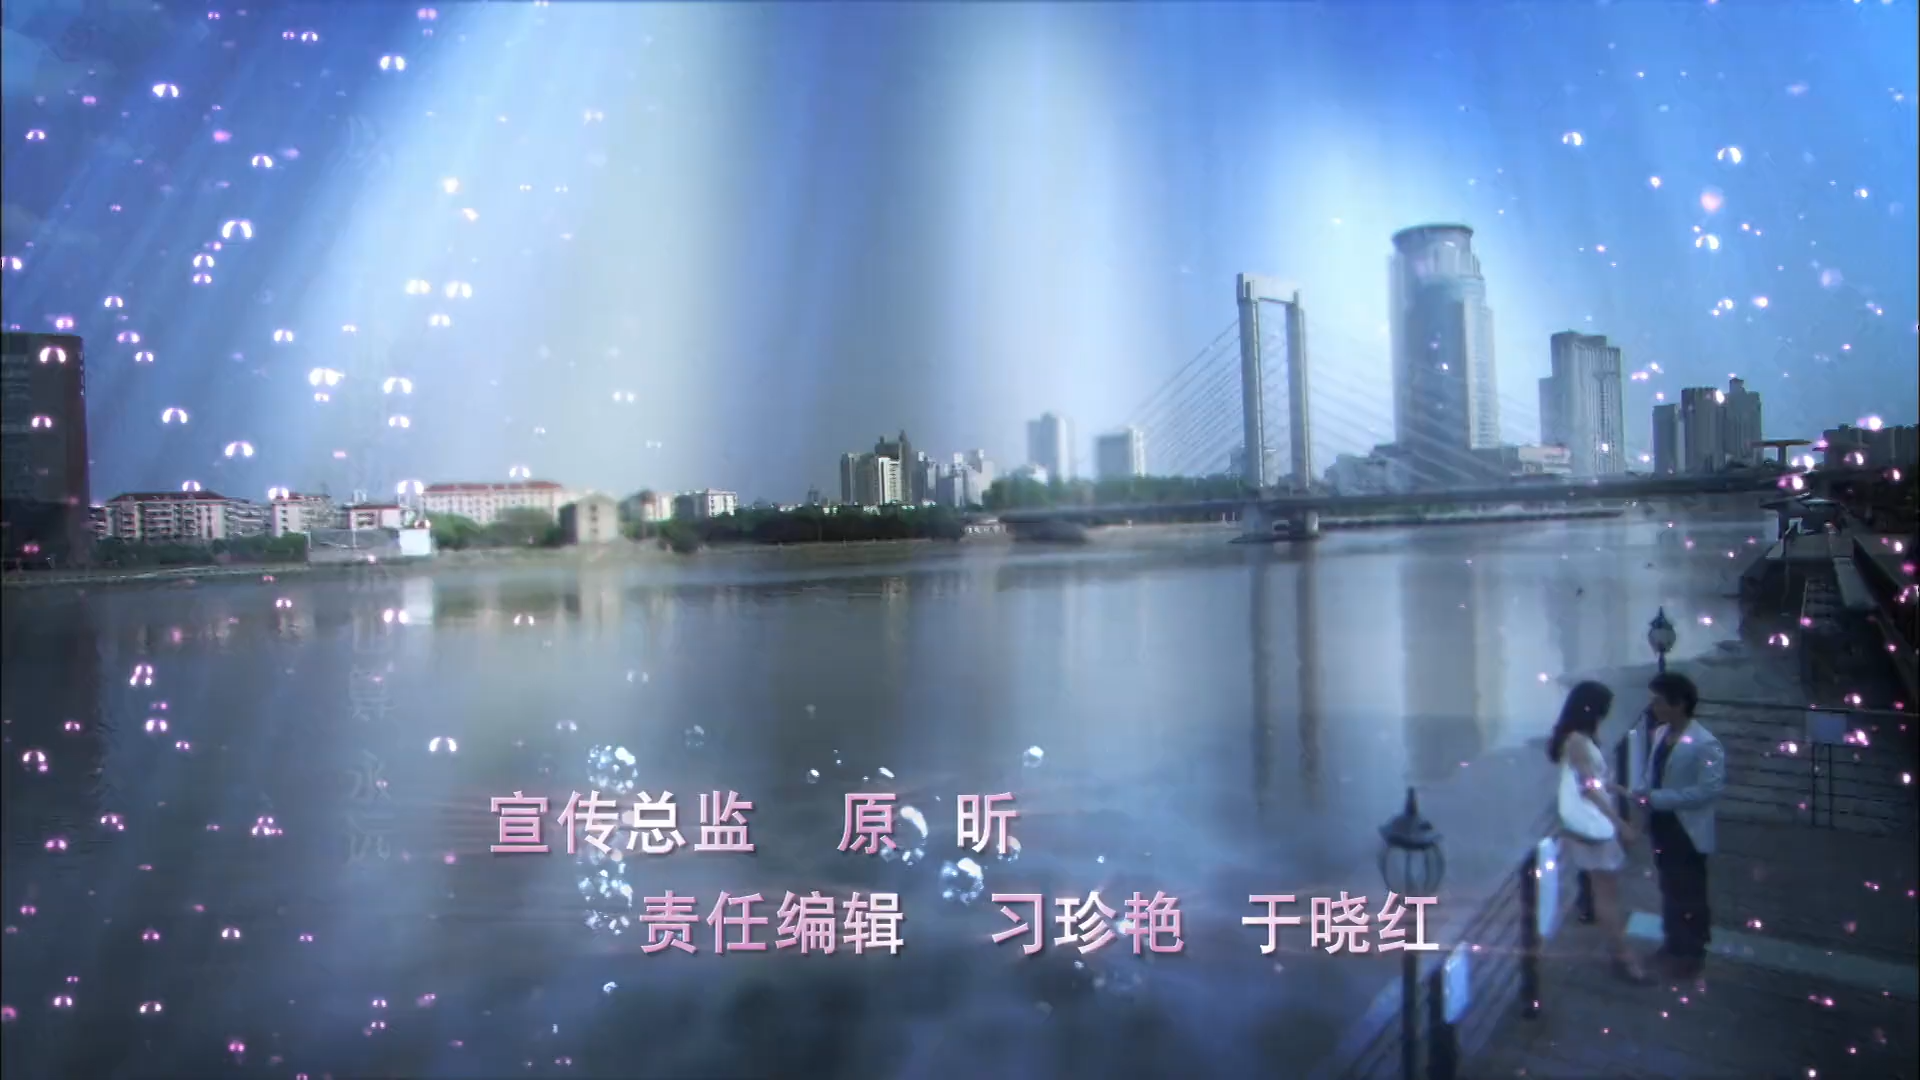 宣传总监 原 昕
责任编辑 习珍艳 于晓红